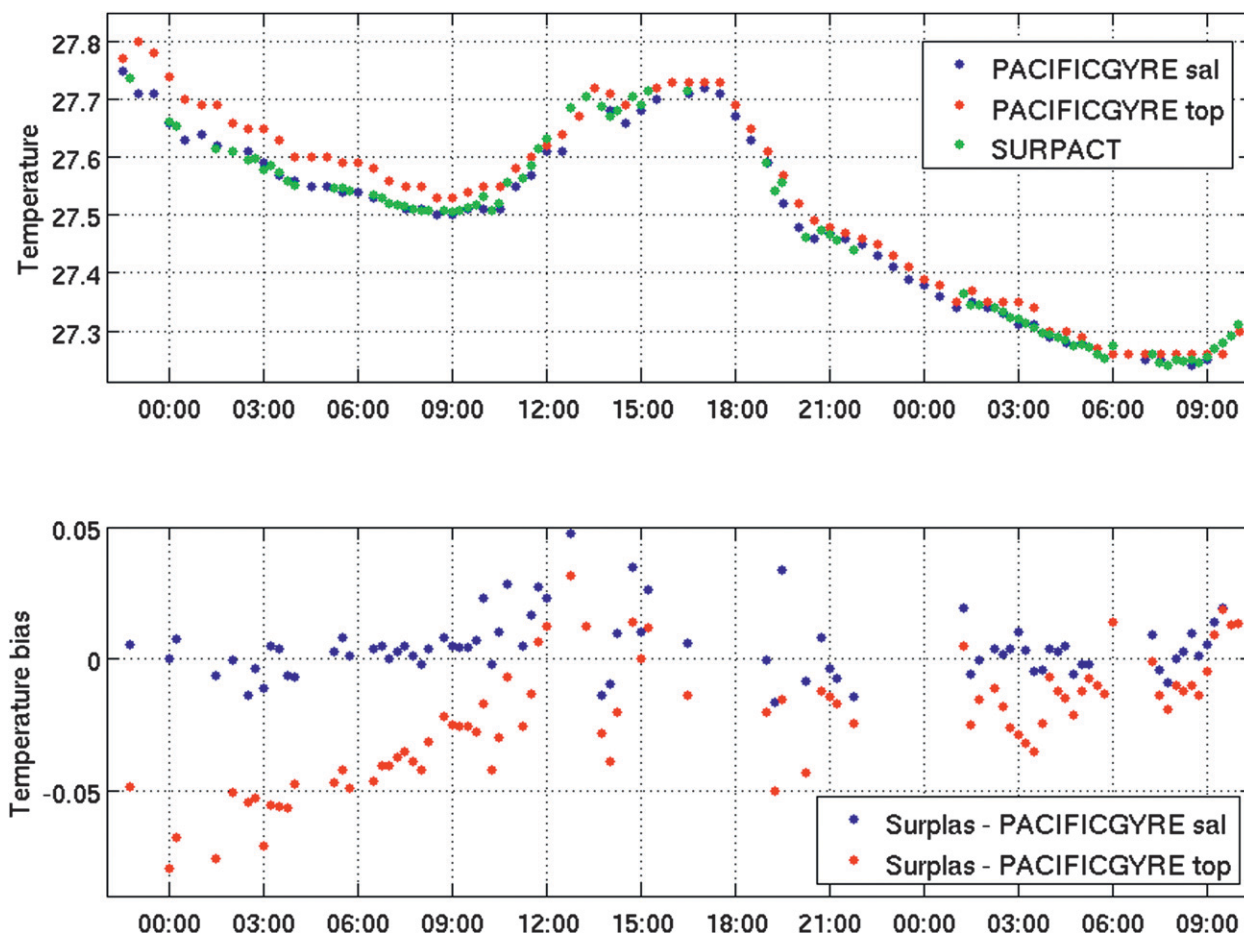 Temperature
27.8
27.7
27.6
27.5
27.4
27.3
PACIFICGYRE sal
PACIFICGYRE top
SURPACT
00:00 03:00 06:00 09:00 12:00 15:00 18:00 21:00 00:00 03:00 06:00 09:00
Temperature bias
0.05
0
-0.05
Surplas - PACIFICGYRE sal
Surplas - PACIFICGYRE top
00:00 03:00 06:00 09:00 12:00 15:00 18:00 21:00 00:00 03:00 06:00 09:00